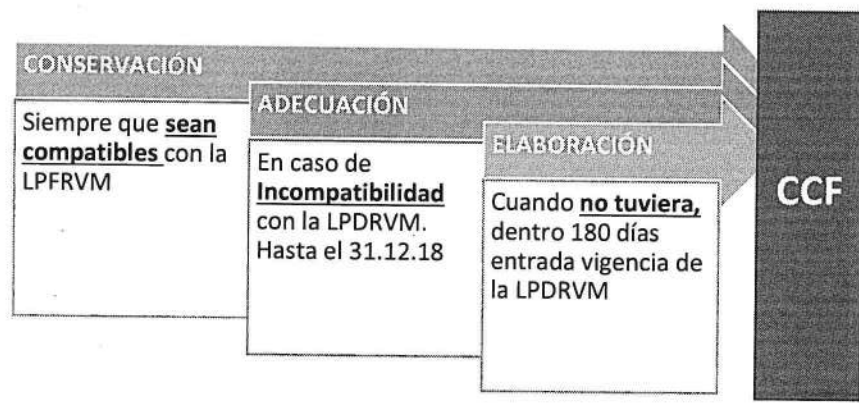 CONSERVACIÓN
Siempre que sean
compatibles con la
LPFRVM
ADECUACIÓN
En caso de
Incompatibilidad
con la LPDRVM.
Hasta el 31.12.18
ELABORACIÓN
Cuando no tuviera,
dentro 180 días
entrada vigencia de
la LPDRVM
CCF